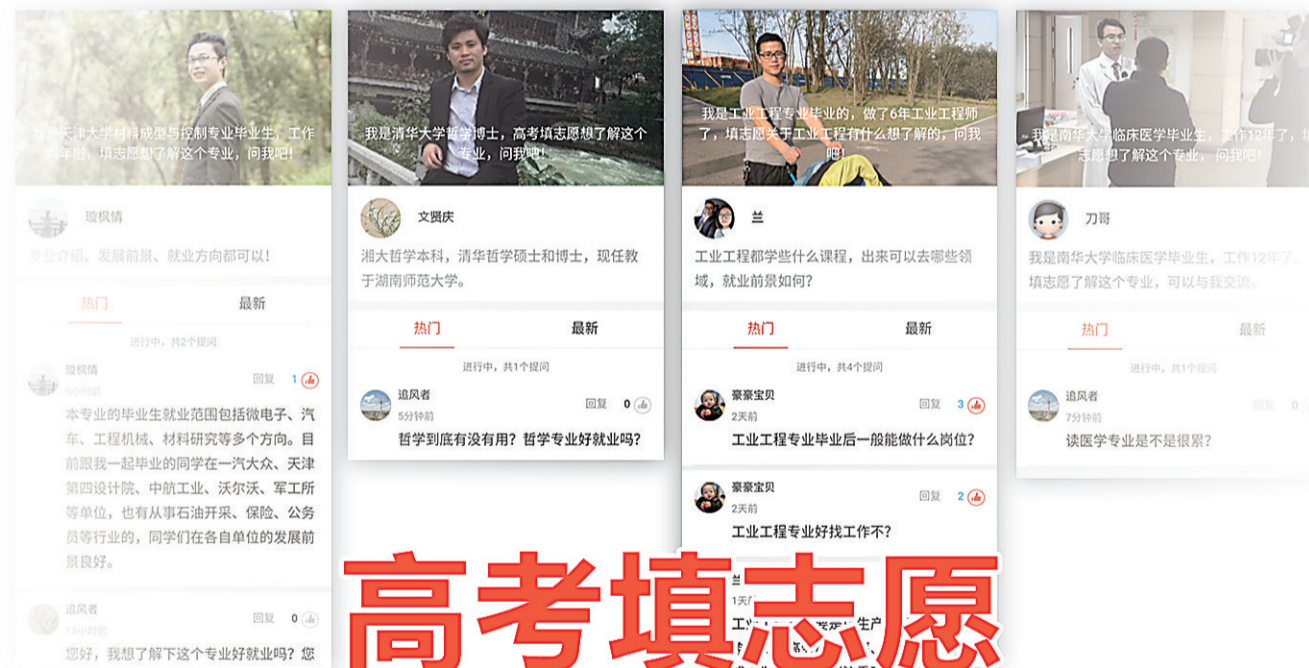 我是天津大学材料成型与控制专业毕业生，工作
年啦，填志愿想了解这个专业，问我吧！
璇枫情
专业介绍、发展前景、就业方向都可以！
热门
最新
进行中，共2个提问
璇枫情
9小时前
回复
1
本专业的毕业生就业范围包括微电子、汽
车、工程机械、材料研究等多个方向。目
前跟我一起毕业的同学在一汽大众、天津
第四设计院、中航工业、沃尔沃、军工所
等单位，也有从事石油开采、保险、公务
员等行业的，同学们在各自单位的发展前
景良好。
追风者
13小时前
回复
0
您好，我想了解下这个专业好就业吗？您
我是清华大学哲学博士，高考填志愿想了解这个
专业，问我吧！
文贤庆
湘大哲学本科，清华哲学硕士和博士，现任教
于湖南师范大学。
热门
最新
进行中，共1个提问
追风者
5分钟前
回复
0
哲学到底有没有用？哲学专业好就业吗？
我是工业工程专业毕业的，做了6年工业工程师
了，填志愿关于工业工程有什么想了解的，问我
吧！
兰
工业工程都学些什么课程，出来可以去哪些领
域，就业前景如何？
热门
最新
进行中，共4个提问
豪豪宝贝
2天前
回复
3
工业工程专业毕业后一般能做什么岗位？
豪豪宝贝
2天前
回复
2
工业工程专业好找工作不？
兰
1天
工业
要是
生产
我是南华大学临床医学毕业生，工作12年了，
志愿想了解这个专业，问我吧！
刀哥
我是南华大学临床医学毕业生，工作12年了。
填志愿了解这个专业，可以与我交流。
热门
最新
进行中，共1个提问
追风者
7分钟前
回复
0
读医学专业是不是很累？
高考填志愿